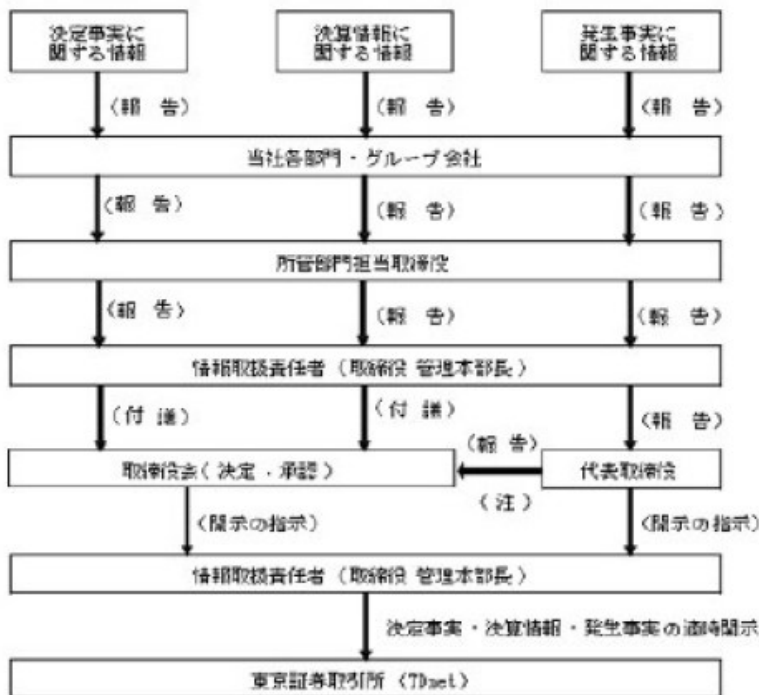 決定事実に
関する情報
決算情報に
関する情報
発生事実に
関する情報
（報　告）
（報　告）
（報　告）
当社各部門・グループ会社
（報　告）
（報　告）
（報　告）
所管部門担当取締役
（報　告）
（報　告）
（報　告）
情報取扱責任者（取締役 管理本部長）
（付　議）
（付　議）
（報　告）
取締役会（決定・承認）
（報　告）
（注）
代表取締役
（開示の指示）
（開示の指示）
情報取扱責任者（取締役 管理本部長）
決定事実・決算情報・発生事実の適時開示
東京証券取引所（TDnet）